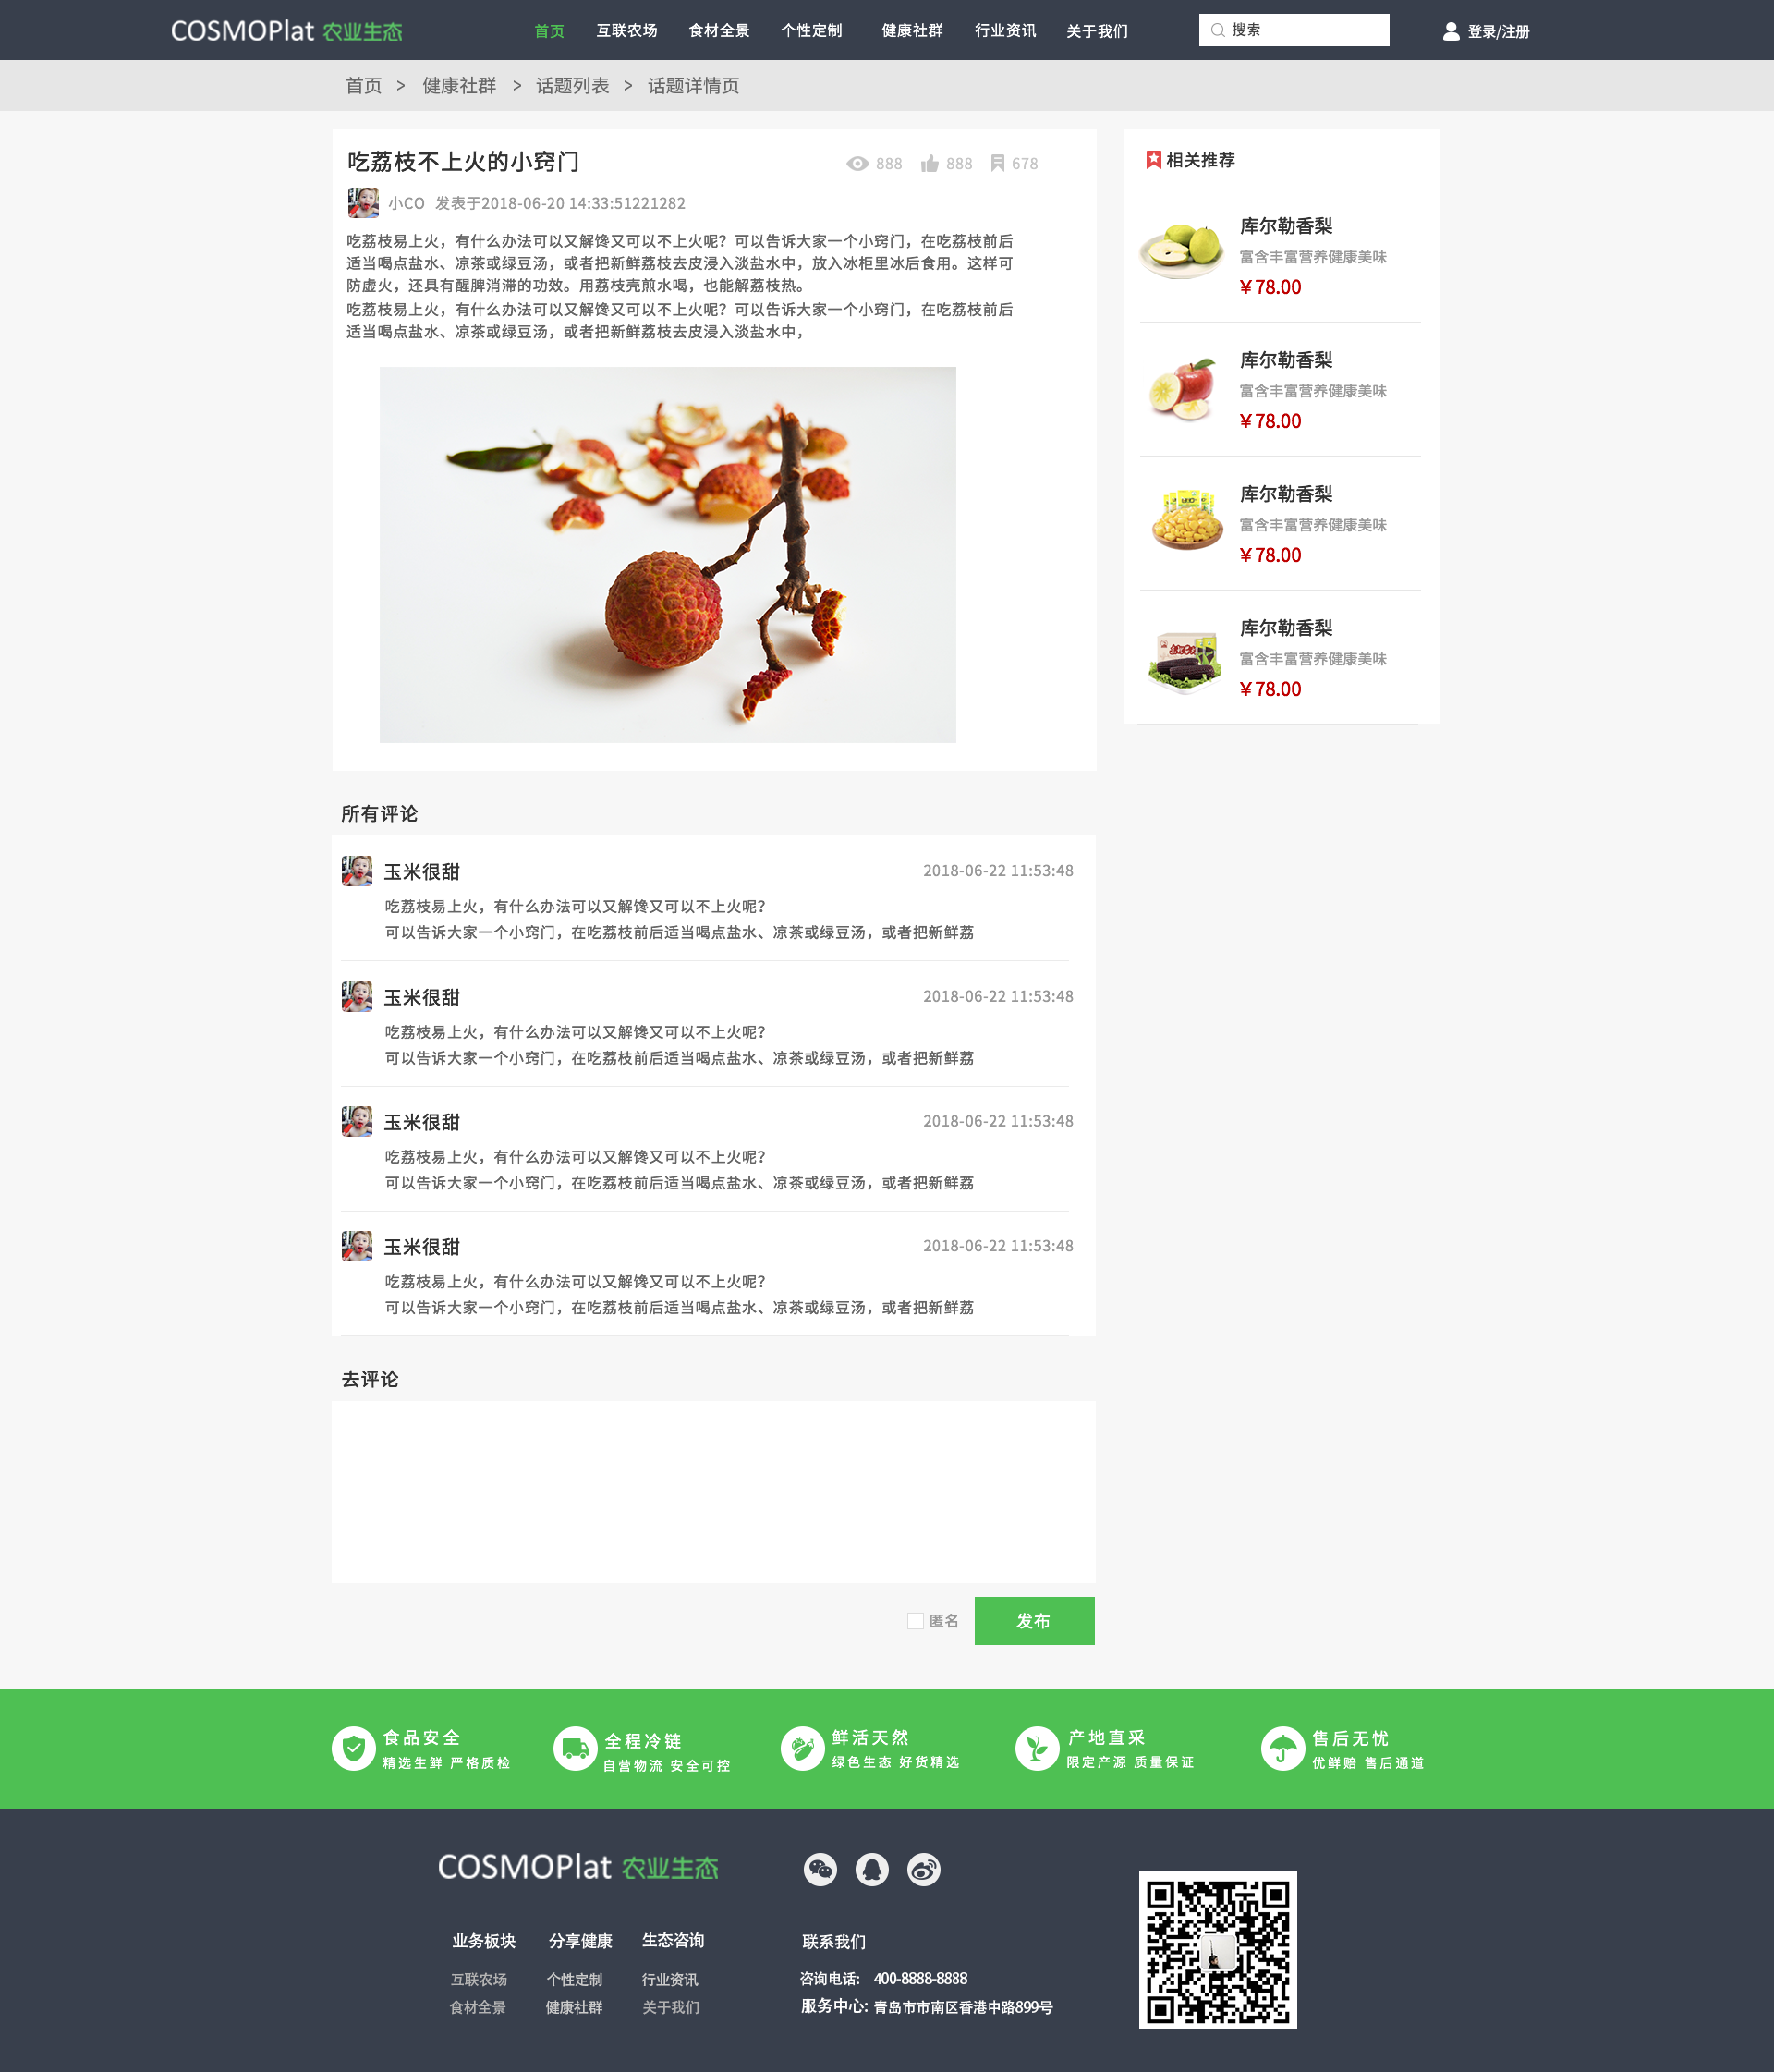 COSMOPlat 农业生态
首页 互联农场 食材全景 个性定制 健康社群 行业资讯 关于我们
搜索
登录/注册
首页 > 健康社群 > 话题列表 > 话题详情页
吃荔枝不上火的小窍门
888 888 678
小CO 发表于2018-06-20 14:33:51221282
吃荔枝易上火，有什么办法可以又解馋又可以不上火呢？可以告诉大家一个小窍门，在吃荔枝前后
适当喝点盐水、凉茶或绿豆汤，或者把新鲜荔枝去皮浸入淡盐水中，放入冰柜里冰后食用。这样可
防虚火，还具有醒脾消滞的功效。用荔枝壳煎水喝，也能解荔枝热。
吃荔枝易上火，有什么办法可以又解馋又可以不上火呢？可以告诉大家一个小窍门，在吃荔枝前后
适当喝点盐水、凉茶或绿豆汤，或者把新鲜荔枝去皮浸入淡盐水中，
相关推荐
库尔勒香梨
富含丰富营养健康美味
￥78.00
库尔勒香梨
富含丰富营养健康美味
￥78.00
库尔勒香梨
富含丰富营养健康美味
￥78.00
库尔勒香梨
富含丰富营养健康美味
￥78.00
所有评论
玉米很甜 2018-06-22 11:53:48
吃荔枝易上火，有什么办法可以又解馋又可以不上火呢？
可以告诉大家一个小窍门，在吃荔枝前后适当喝点盐水、凉茶或绿豆汤，或者把新鲜荔
玉米很甜 2018-06-22 11:53:48
吃荔枝易上火，有什么办法可以又解馋又可以不上火呢？
可以告诉大家一个小窍门，在吃荔枝前后适当喝点盐水、凉茶或绿豆汤，或者把新鲜荔
玉米很甜 2018-06-22 11:53:48
吃荔枝易上火，有什么办法可以又解馋又可以不上火呢？
可以告诉大家一个小窍门，在吃荔枝前后适当喝点盐水、凉茶或绿豆汤，或者把新鲜荔
玉米很甜 2018-06-22 11:53:48
吃荔枝易上火，有什么办法可以又解馋又可以不上火呢？
可以告诉大家一个小窍门，在吃荔枝前后适当喝点盐水、凉茶或绿豆汤，或者把新鲜荔
去评论
匿名 发布
食品安全
精选生鲜 严格质检
全程冷链
自营物流 安全可控
鲜活天然
绿色生态 好货精选
产地直采
限定产源 质量保证
售后无忧
优鲜赔 售后通道
COSMOPlat 农业生态
业务板块 分享健康 生态咨询
互联农场 个性定制 行业资讯
食材全景 健康社群 关于我们
联系我们
咨询电话: 400-8888-8888
服务中心: 青岛市市南区香港中路899号